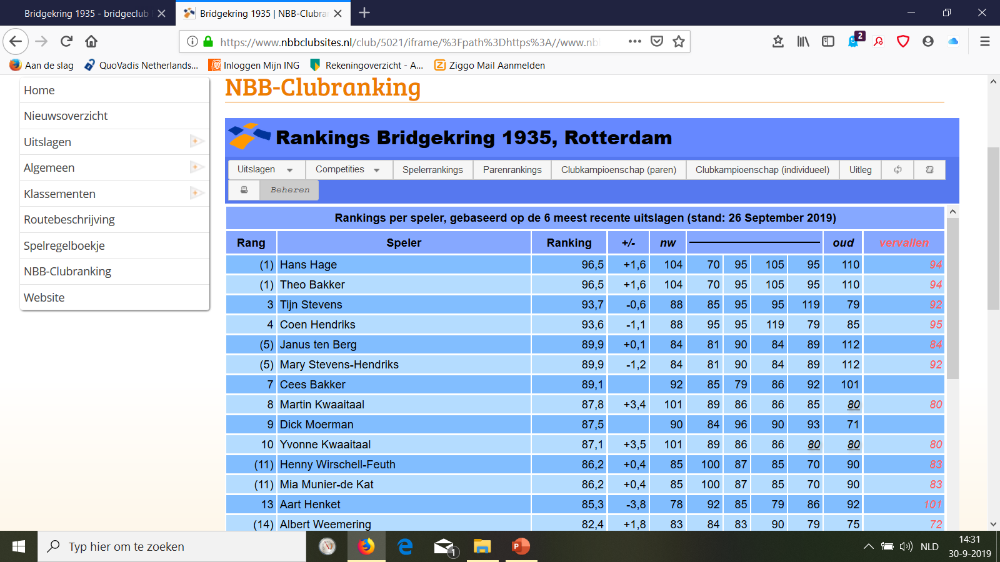 Bridgekring 1935 - bridgeclub
Bridgekring 1935 | NBB-Clubra
https://www.nbbclubsites.nl/club/5021/iframe/%3Fpath%3Dhttps%3A//www.nb
2
Aan de slag
QuoVadis Netherlands...
Inloggen Mijn ING
Rekeningoverzicht - A...
Ziggo Mail Aanmelden
Home
Nieuwsoverzicht
Uitslagen
Algemeen
Klassementen
Routebeschrijving
Spelregelboekje
NBB-Clubranking
Website
NBB-Clubranking
Rankings Bridgekring 1935, Rotterdam
Uitslagen Competities Spelerrankings Parenrankings Clubkampioenschap (paren) Clubkampioenschap (individueel) Uitleg
Beheren
Rankings per speler, gebaseerd op de 6 meest recente uitslagen (stand: 26 September 2019)
Rang Speler Ranking +/- nw oud vervallen
(1) Hans Hage 96,5 +1,6 104 70 95 105 95 110 94
(1) Theo Bakker 96,5 +1,6 104 70 95 105 95 110 94
3 Tijn Stevens 93,7 -0,6 88 85 95 95 119 79 92
4 Coen Hendriks 93,6 -1,1 88 95 95 119 79 85 95
(5) Janus ten Berg 89,9 +0,1 84 81 90 84 89 112 84
(5) Mary Stevens-Hendriks 89,9 -1,2 84 81 90 84 89 112 92
7 Cees Bakker 89,1 92 85 79 86 92 101
8 Martin Kwaaitaal 87,8 +3,4 101 89 86 86 85 80 80
9 Dick Moerman 87,5 90 84 96 90 93 71
10 Yvonne Kwaaitaal 87,1 +3,5 101 89 86 86 80 80 80
(11) Henny Wirschell-Feuth 86,2 +0,4 85 100 87 85 70 90 83
(11) Mia Munier-de Kat 86,2 +0,4 85 100 87 85 70 90 83
13 Aart Henket 85,3 -3,8 78 92 85 79 86 92 101
(14) Albert Weemering 82,4 +1,8 83 84 83 90 79 75 72
Typ hier om te zoeken
1
NLD
14:31
30-9-2019